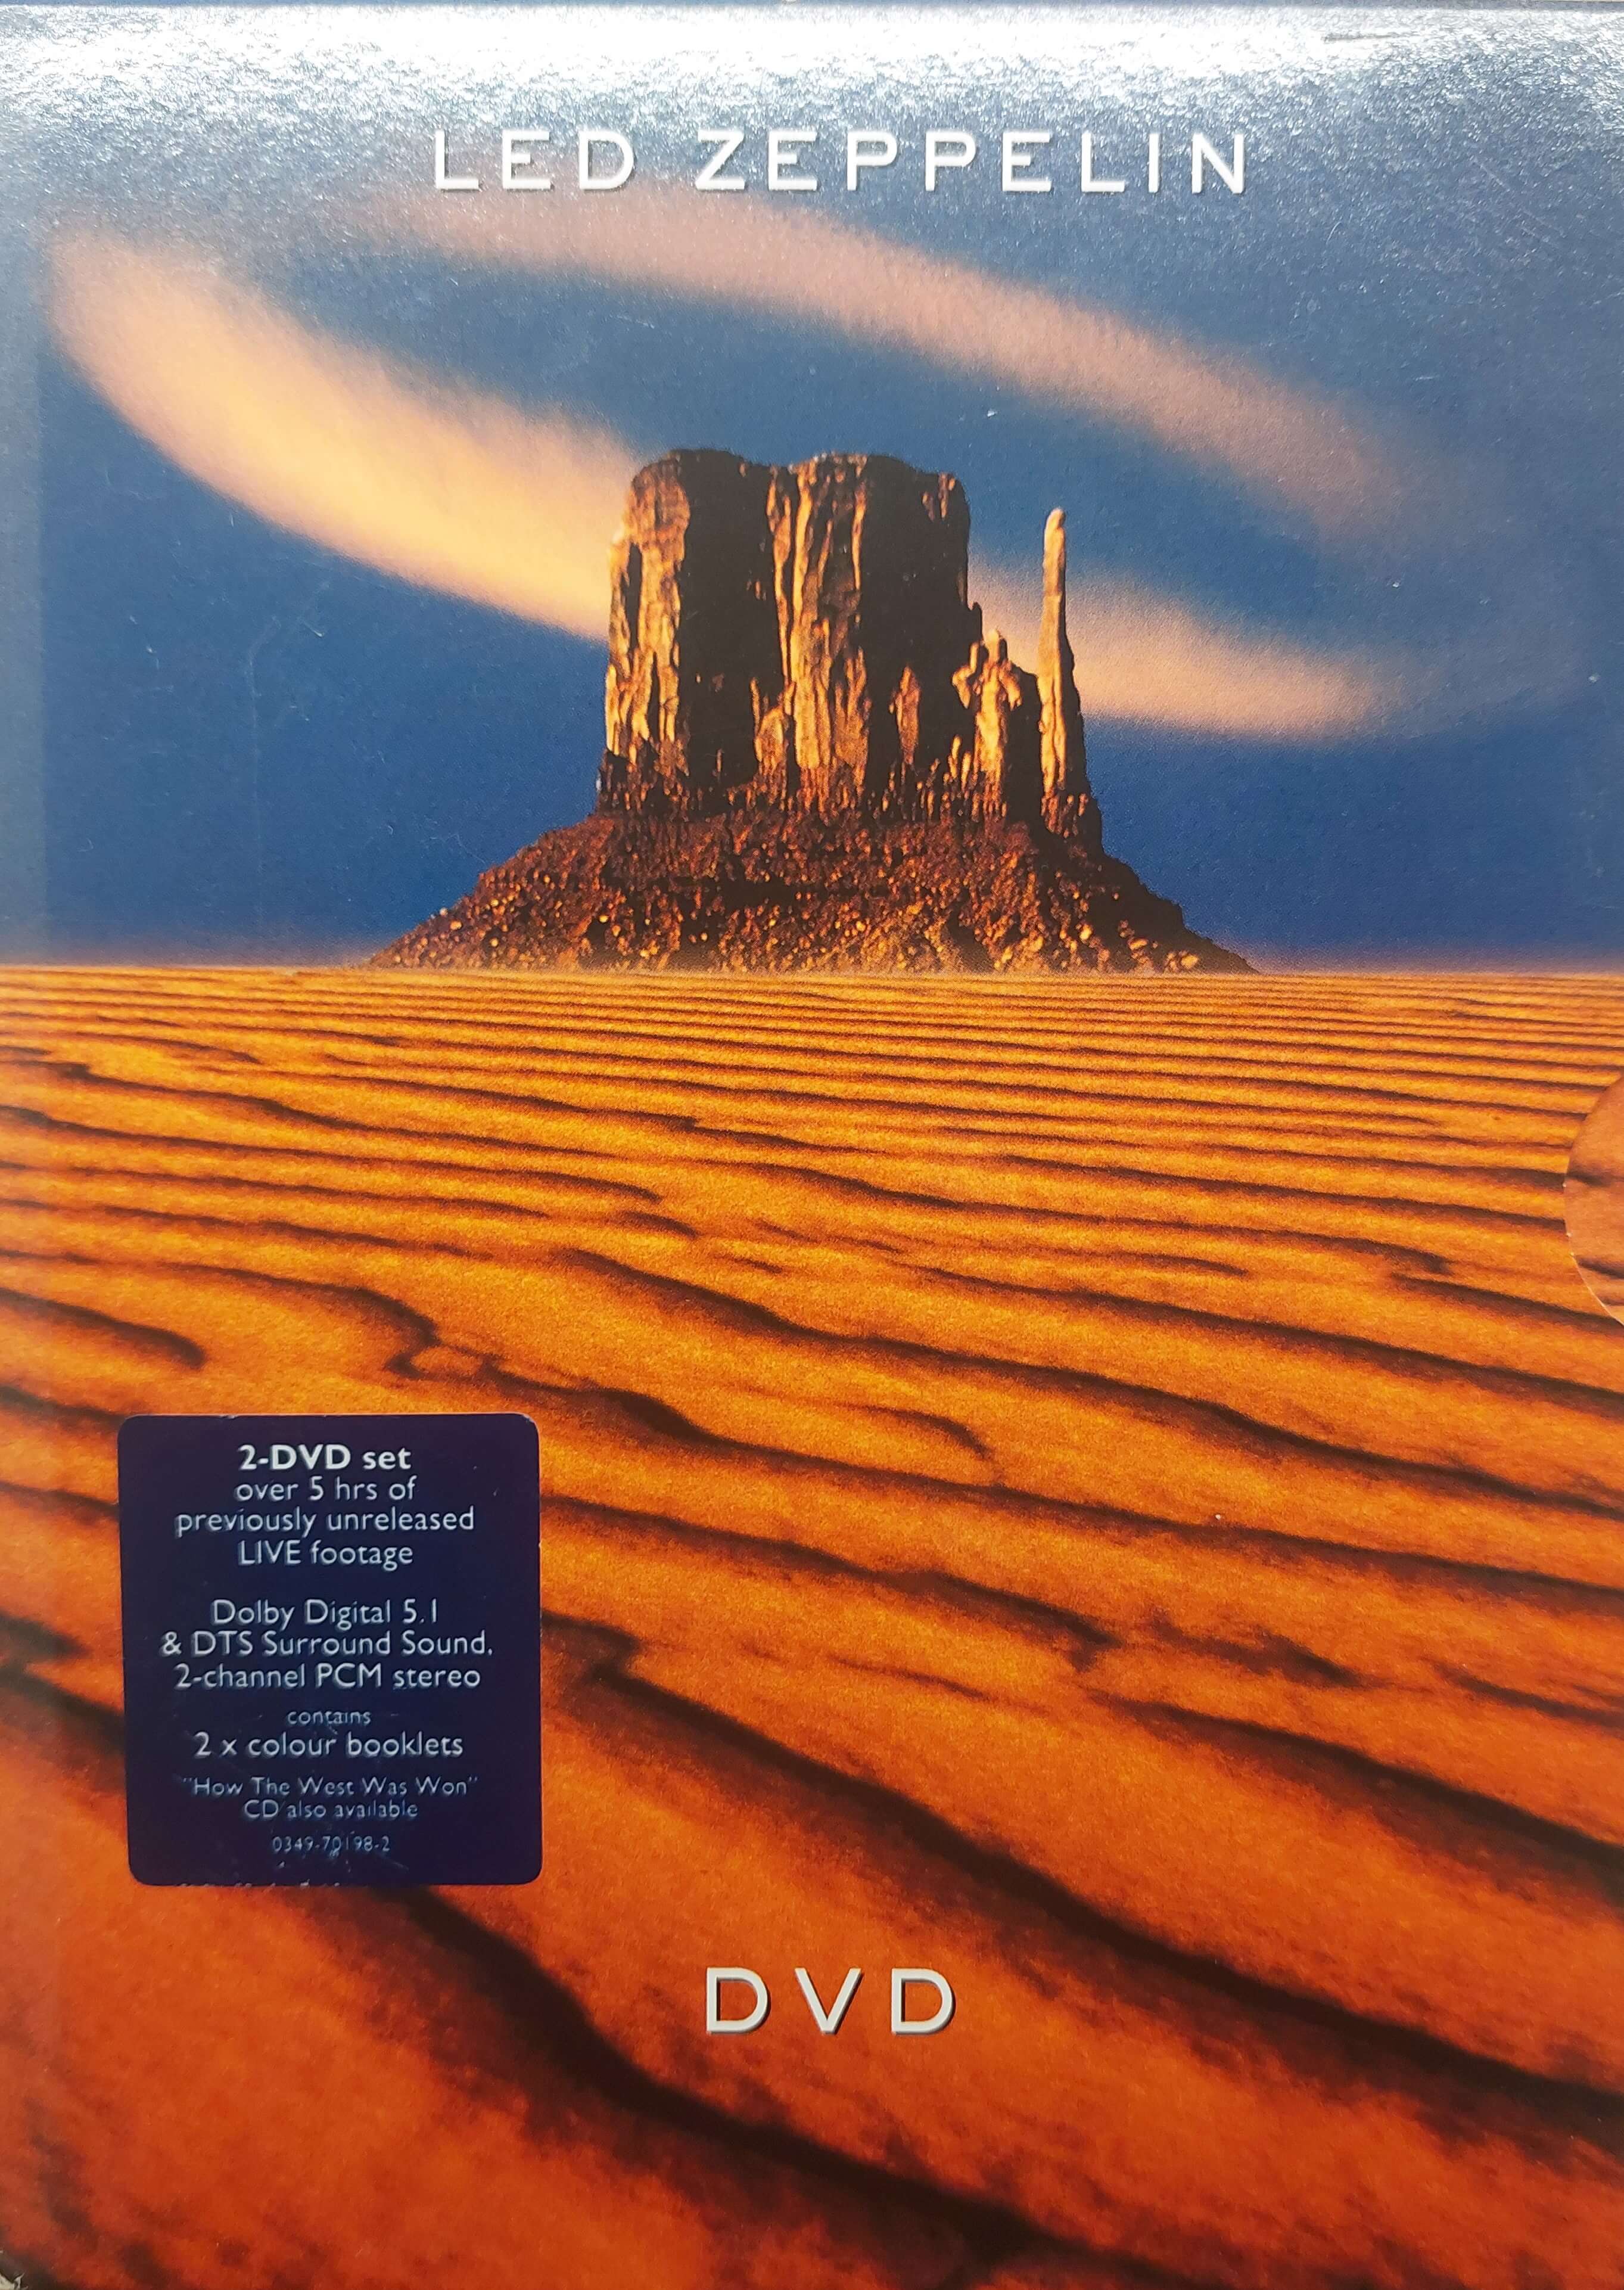 LED ZEPPELIN
2-DVD set
over 5 hrs of
previously unreleased
LIVE footage
Dolby Digital 5.1
& DTS Surround Sound,
2-channel PCM stereo
contains
2 x colour booklets
"How The West Was Won"
CD also available
0349-70198-2
DVD